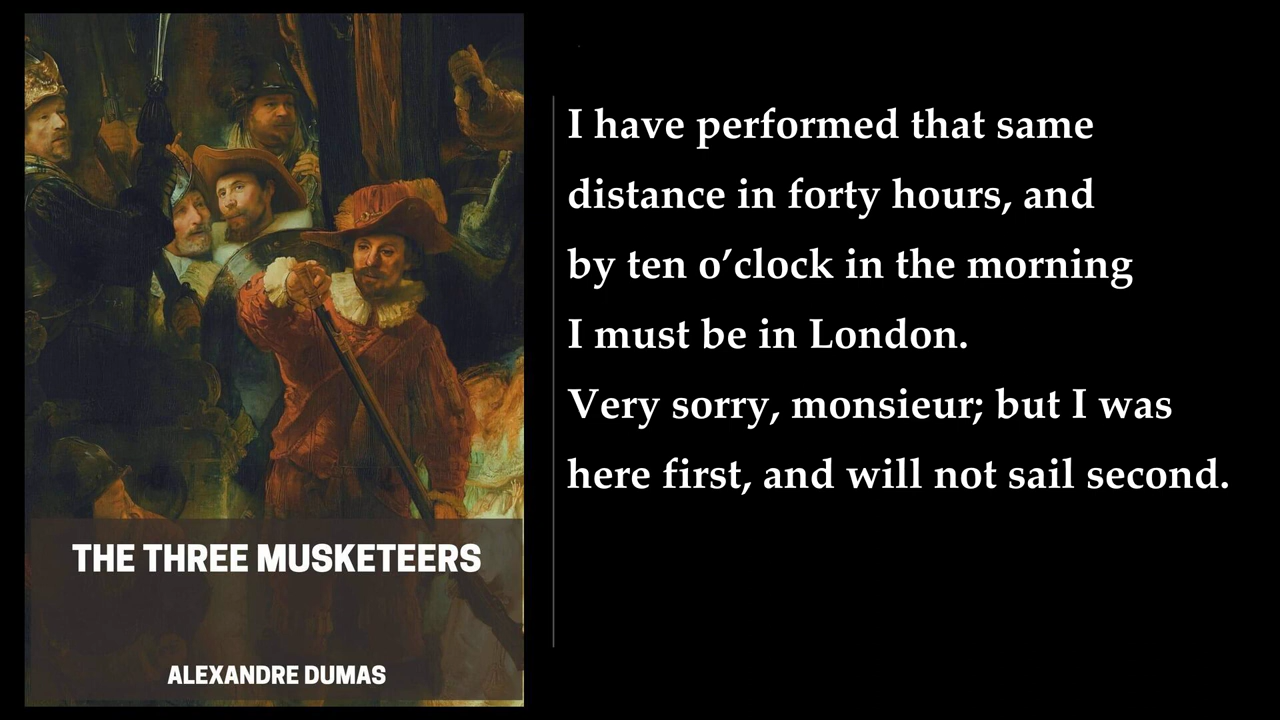 THE THREE MUSKETEERS
ALEXANDRE DUMAS
I have performed that same
distance in forty hours, and
by ten o’clock in the morning
I must be in London.
Very sorry, monsieur; but I was
here first, and will not sail second.